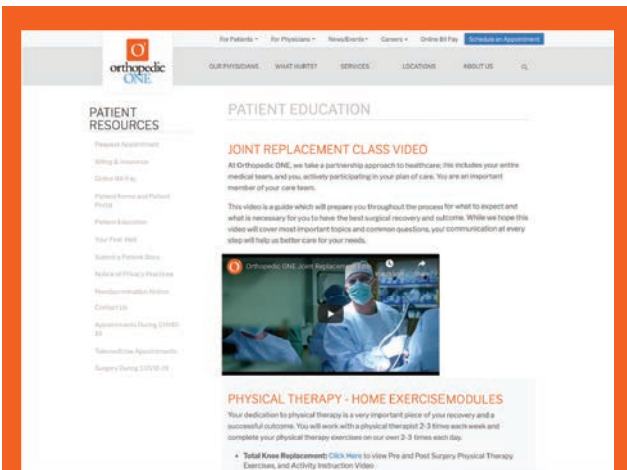 For Patients
For Physicians
News/Events
Careers
Online Bill Pay
Schedule an Appointment
O
orthopedic
ONE
OUR PHYSICIANS
WHAT HURTS?
SERVICES
LOCATIONS
ABOUT US
PATIENT
RESOURCES
Request Appointment
Billing & Insurance
Online Bill Pay
Patient Forms and Patient
Portal
Patient Education
Your First Visit
Submit a Patient Story
Notice of Privacy Practices
Nondiscrimination Notice
Contact Us
Appointments During COVID-
19
Telemedicine Appointments
Surgery During COVID-19
PATIENT EDUCATION
JOINT REPLACEMENT CLASS VIDEO
At Orthopedic ONE, we take a partnership approach to healthcare; this includes your entire
medical team and you, actively participating in your plan of care. You are an important
member of your care team.
This video is a guide which will prepare you throughout the process for what to expect and
what is necessary for you to have the best surgical recovery and outcome. While we hope this
video will cover most important topics and common questions, your communication at every
step will help us better care for your needs.
Orthopedic ONE Joint Replacement
PHYSICAL THERAPY - HOME EXERCISE MODULES
Your dedication to physical therapy is a very important piece of your recovery and a
successful outcome. You will work with a physical therapist 2-3 times each week and
complete your physical therapy exercises on our own 2-3 times each day.
• Total Knee Replacement: Click Here to view Pre and Post Surgery Physical Therapy
Exercises, and Activity Instruction Video